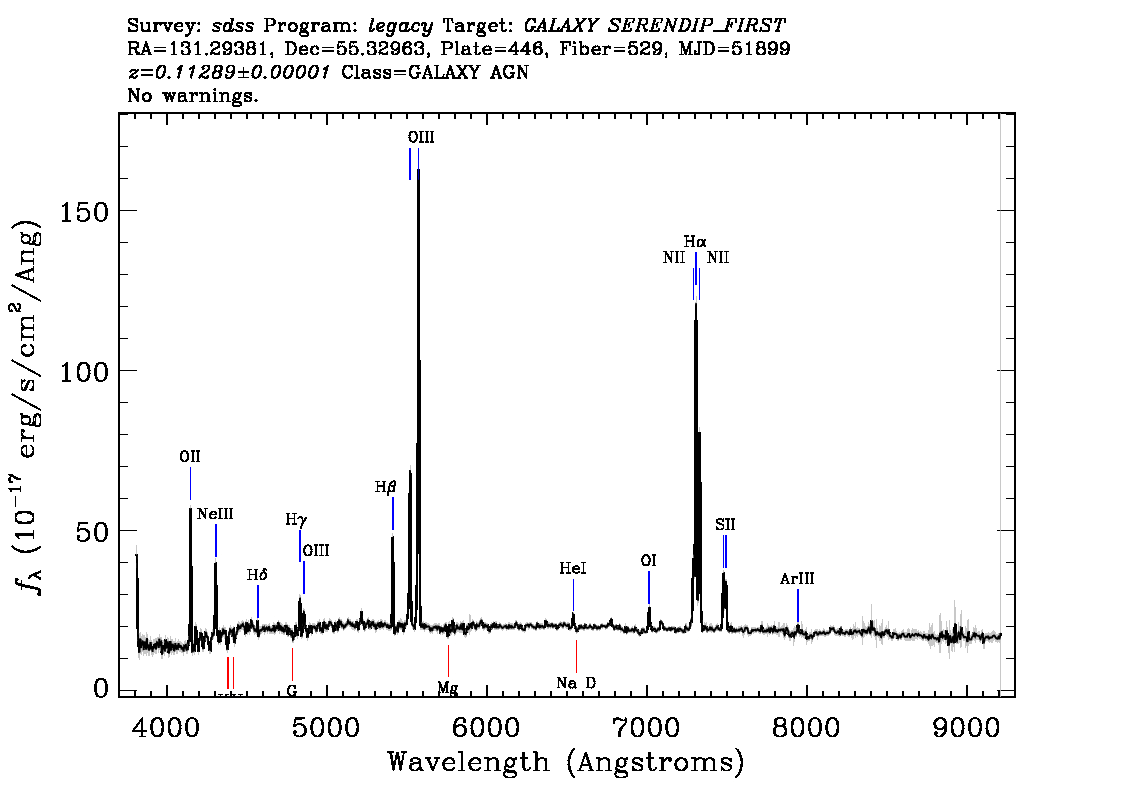 Survey: sdss Program: legacy Target: GALAXY SERENDIP_FIRST
RA=131.29381, Dec=55.32963, Plate=446, Fiber=529, MJD=51899
z=0.11289±0.00001 Class=GALAXY AGN
No warnings.
OIII
150
Hα
NII NII
100
OII
Hβ
NeIII
Hγ
SII
50
OIII
OI
HeI
Hδ
ArIII
Na D
Mg
G
0
4000 5000 6000 7000 8000 9000
Wavelength (Angstroms)
fλ (10⁻¹⁷ erg/s/cm²/Ang)